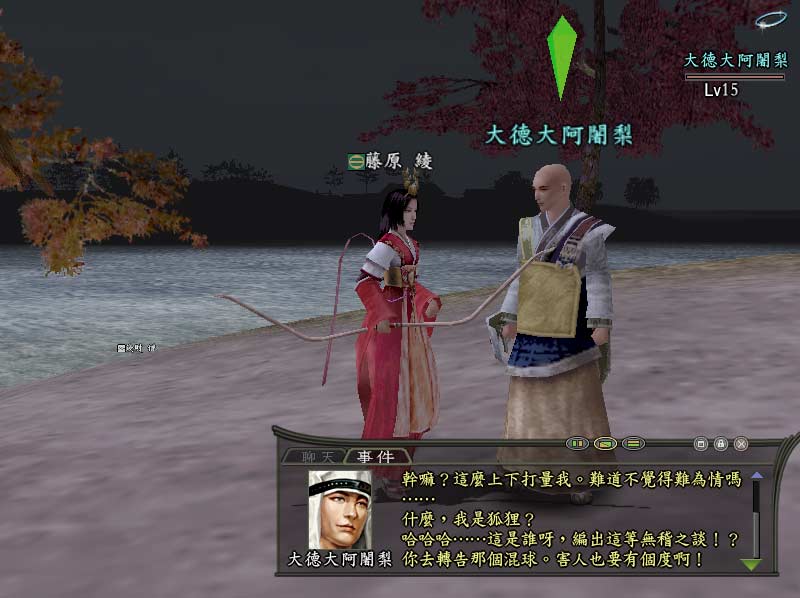 大德大阿闍梨
Lv15
大德大阿闍梨
藤原 綾
聊天
事件
幹嘛？這麼上下打量我。難道不覺得難為情嗎
……
什麼，我是狐狸？
哈哈哈……這是誰呀，編出這等無稽之談！？
你去轉告那個混球。害人也要有個度啊！
大德大阿闍梨